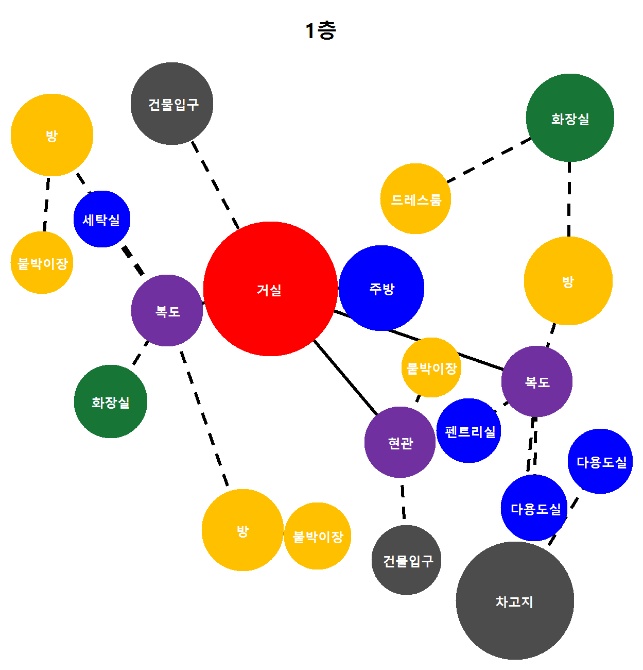 1층
건물입구
화장실
방
드레스룸
세탁실
붙박이장
방
거실
주방
복도
붙박이장
복도
화장실
현관
펜트리실
다용도실
다용도실
방
붙박이장
건물입구
차고지